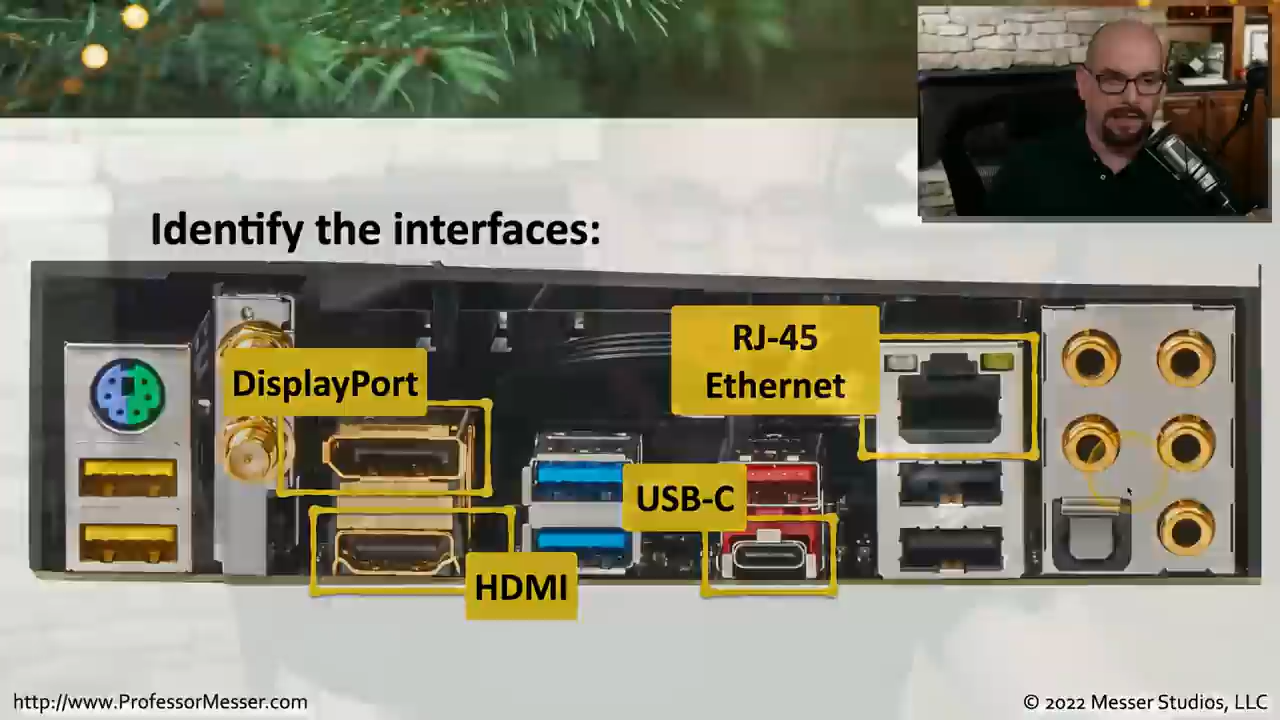 Identify the interfaces:
RJ-45
Ethernet
DisplayPort
USB-C
HDMI
http://www.ProfessorMesser.com
© 2022 Messer Studios, LLC